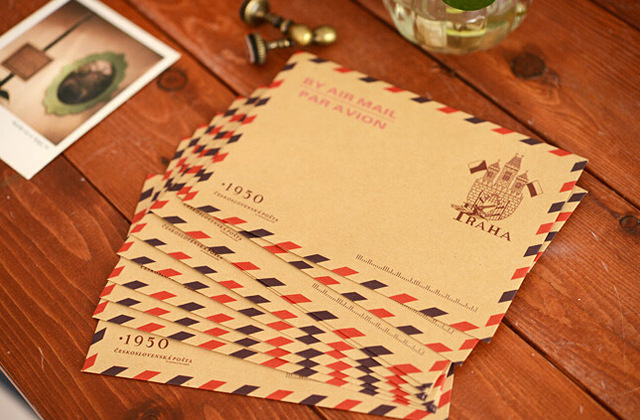 BY AIR MAIL
PAR AVION
PRAHA
·1950
ČESKOSLOVENSKÁ POŠTA
·1950
ČESKOSLOVENSKÁ POŠTA